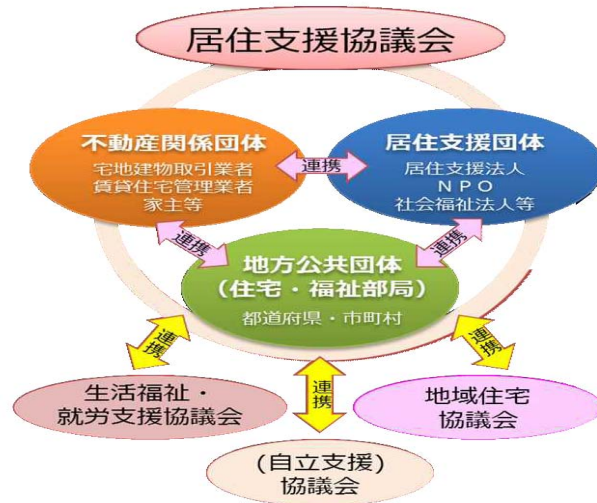 居住支援協議会
不動産関係団体
宅地建物取引業者
賃貸住宅管理業者
家主等
連携
居住支援団体
居住支援法人
NPO
社会福祉法人等
連携
連携
地方公共団体
(住宅・福祉部局)
都道府県・市町村
連携
連携
連携
生活福祉・
就労支援協議会
地域住宅
協議会
(自立支援)
協議会